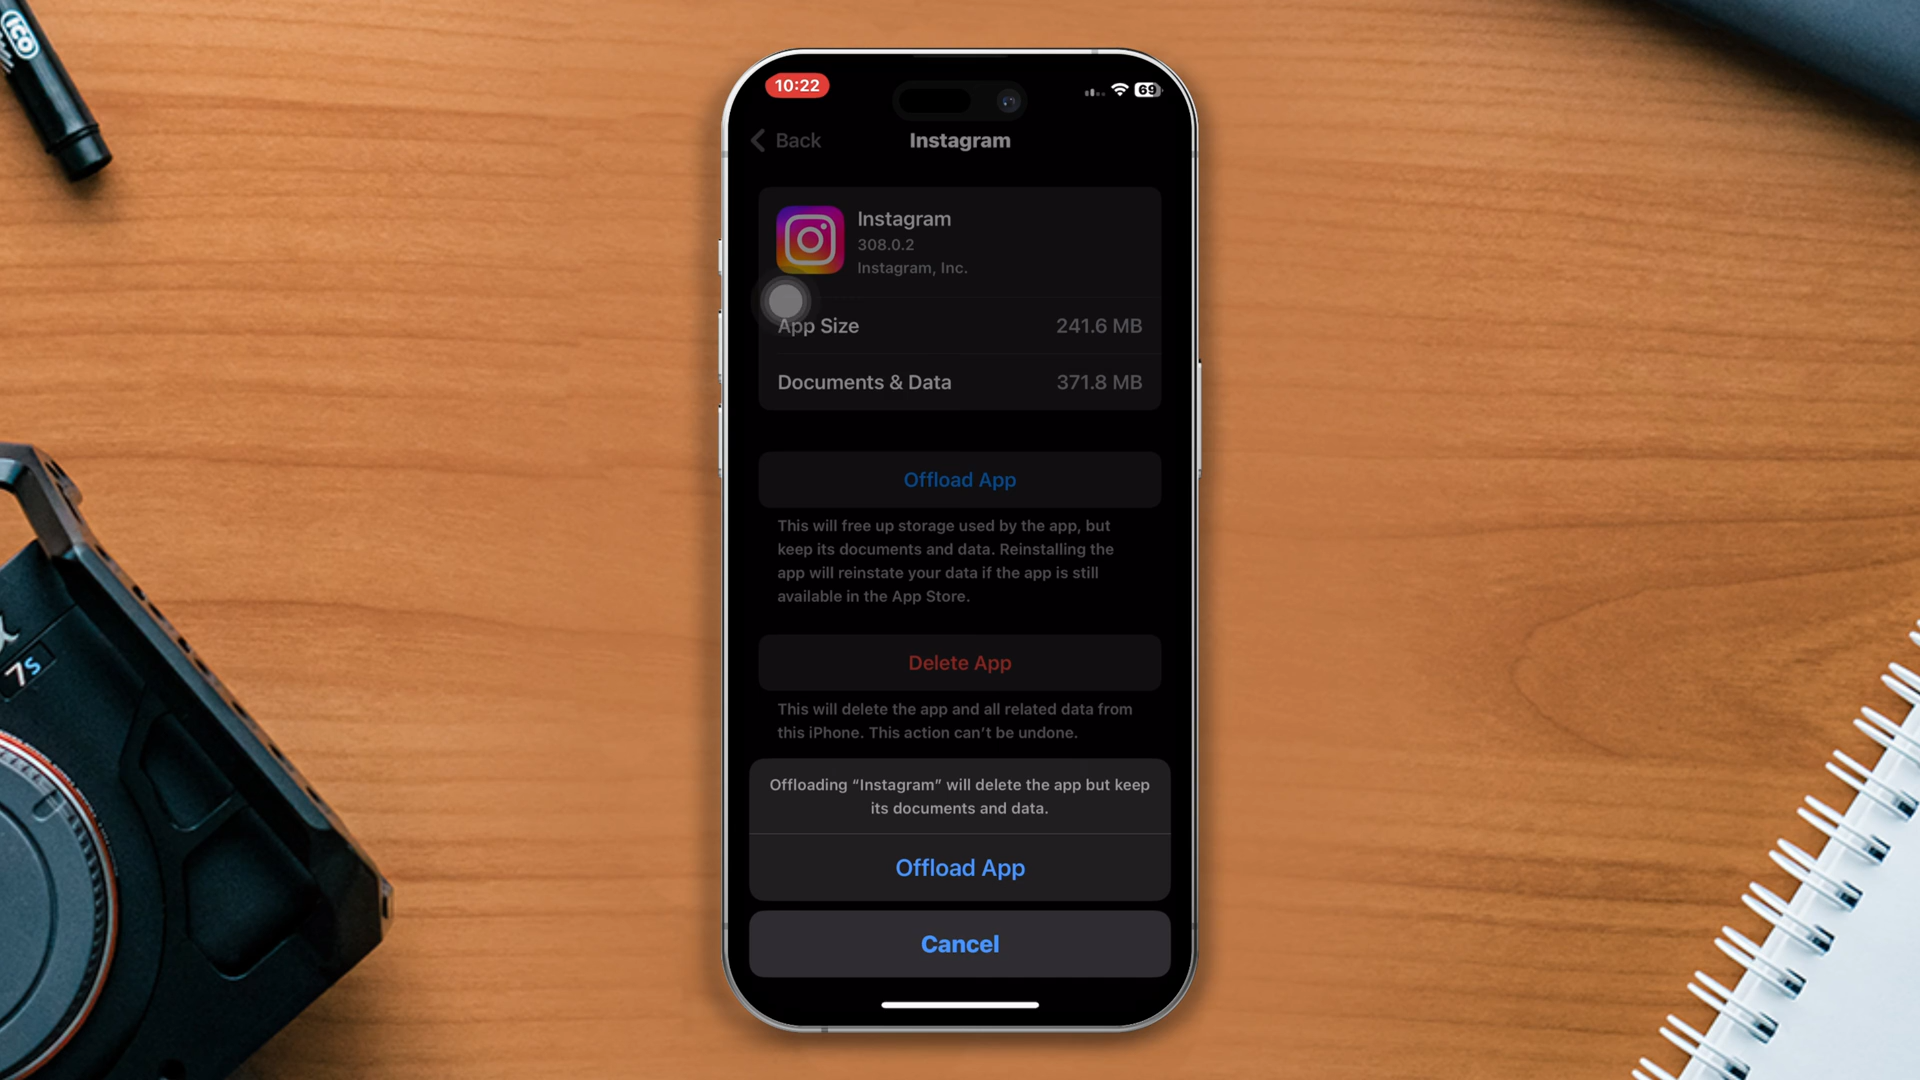 ico
10:22
69
Back
Instagram
Instagram
308.0.2
Instagram, Inc.
App Size
241.6 MB
Documents & Data
371.8 MB
Offload App
This will free up storage used by the app, but
keep its documents and data. Reinstalling the
app will reinstate your data if the app is still
available in the App Store.
Delete App
This will delete the app and all related data from
this iPhone. This action can’t be undone.
Offloading “Instagram” will delete the app but keep
its documents and data.
Offload App
Cancel
7s